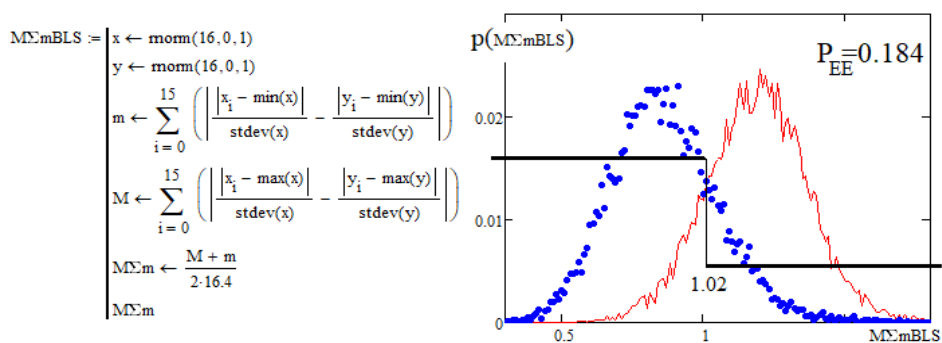 MΣmBLS := x ← rnorm(16,0,1)
y ← rnorm(16,0,1)
m ← ∑ i = 0 15 ( | |x_i − min(x)| / stdev(x) − |y_i − min(y)| / stdev(y) | )
M ← ∑ i = 0 15 ( | |x_i − max(x)| / stdev(x) − |y_i − max(y)| / stdev(y) | )
MΣm ← M + m / 2·16.4
MΣm
p(MΣmBLS)
P_EE=0.184
0.02
0.01
0
1.02
0.5
1
MΣmBLS